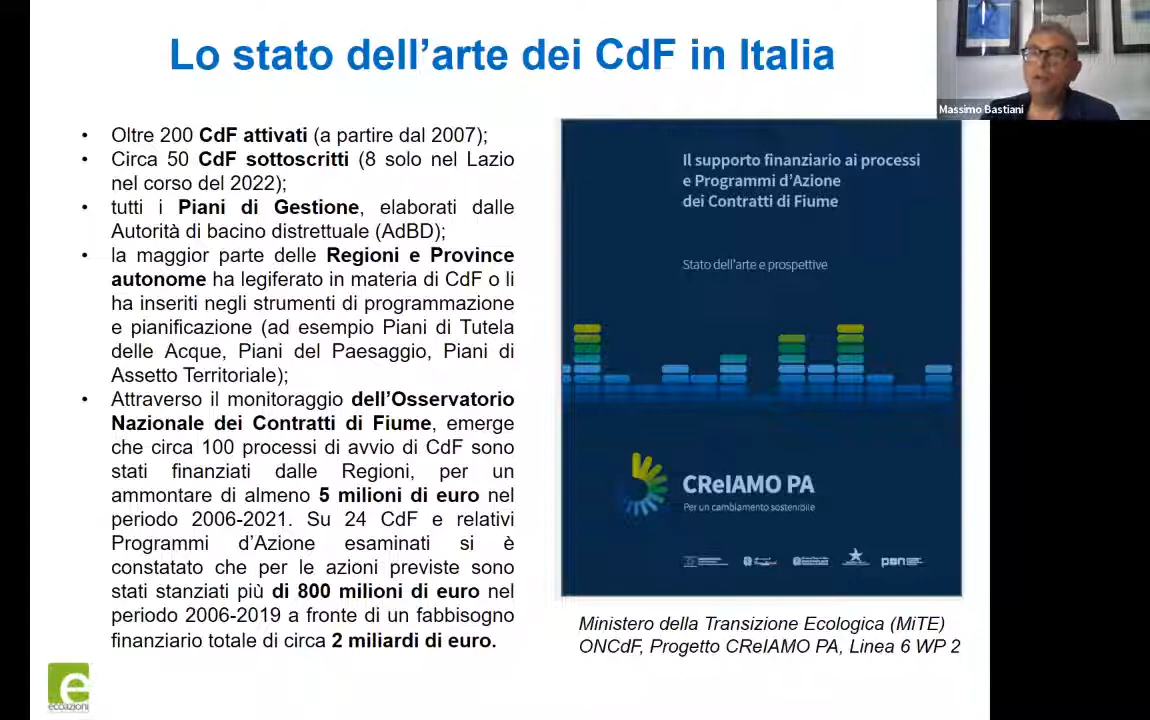 Lo stato dell'arte dei CdF in Italia
Massimo Bastiani
• Oltre 200 CdF attivati (a partire dal 2007);
• Circa 50 CdF sottoscritti (8 solo nel Lazio
nel corso del 2022);
• tutti i Piani di Gestione, elaborati dalle
Autorità di bacino distrettuale (AdBD);
• la maggior parte delle Regioni e Province
autonome ha legiferato in materia di CdF o li
ha inseriti negli strumenti di programmazione
e pianificazione (ad esempio Piani di Tutela
delle Acque, Piani del Paesaggio, Piani di
Assetto Territoriale);
• Attraverso il monitoraggio dell'Osservatorio
Nazionale dei Contratti di Fiume, emerge
che circa 100 processi di avvio di CdF sono
stati finanziati dalle Regioni, per un
ammontare di almeno 5 milioni di euro nel
periodo 2006-2021. Su 24 CdF e relativi
Programmi d'Azione esaminati si è
constatato che per le azioni previste sono
stati stanziati più di 800 milioni di euro nel
periodo 2006-2019 a fronte di un fabbisogno
finanziario totale di circa 2 miliardi di euro.
Il supporto finanziario ai processi
e Programmi d'Azione
dei Contratti di Fiume
Stato dell'arte e prospettive
CReIAMO PA
Per un cambiamento sostenibile
pon
Ministero della Transizione Ecologica (MiTE)
ONCdF, Progetto CReIAMO PA, Linea 6 WP 2
e
ecoazioni